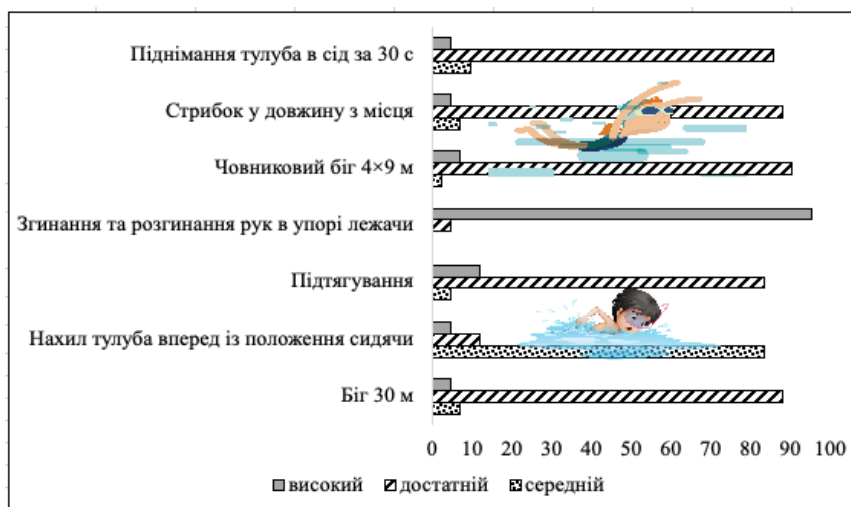 Піднімання тулуба в сід за 30 с
Стрибок у довжину з місця
Човниковий біг 4×9 м
Згинання та розгинання рук в упорі лежачи
Підтягування
Нахил тулуба вперед із положення сидячи
Біг 30 м
0 10 20 30 40 50 60 70 80 90 100
високий достатній середній